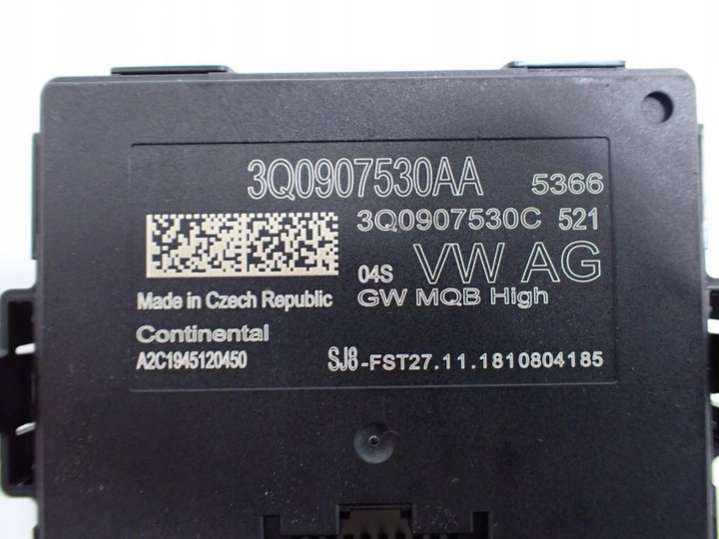 3Q0907530AA 5366
3Q0907530C 521
04S VW AG
Made in Czech Republic GW MQB High
Continental
A2C1945120450 SJ8-FST27.11.1810804185